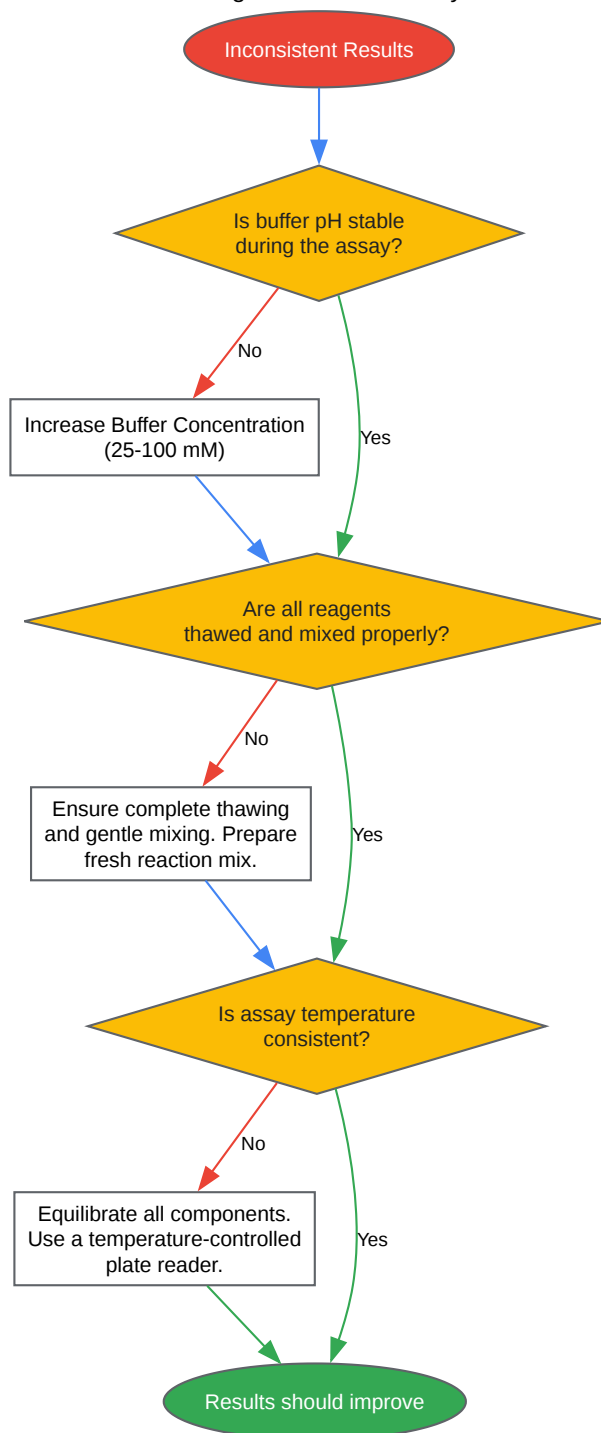 Inconsistent Results
Is buffer pH stable
during the assay?
No
Increase Buffer Concentration
(25-100 mM)
Yes
Are all reagents
thawed and mixed properly?
No
Ensure complete thawing
and gentle mixing. Prepare
fresh reaction mix.
Yes
Is assay temperature
consistent?
No
Equilibrate all components.
Use a temperature-controlled
plate reader.
Yes
Results should improve